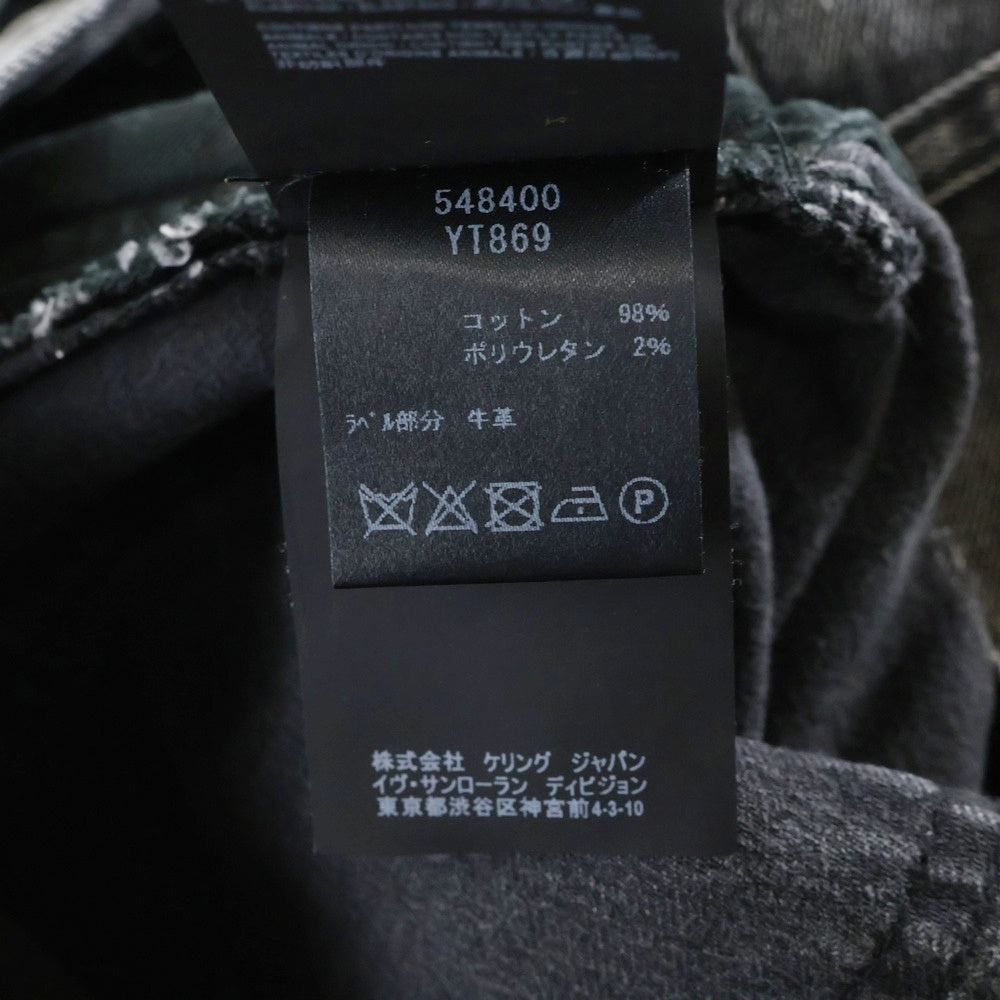 548400
YT869
コットン 98%
ポリウレタン 2%
ラベル部分 牛革
P
株式会社 ケリング ジャパン
イヴ・サンローラン ディビジョン
東京都渋谷区神宮前4-3-10